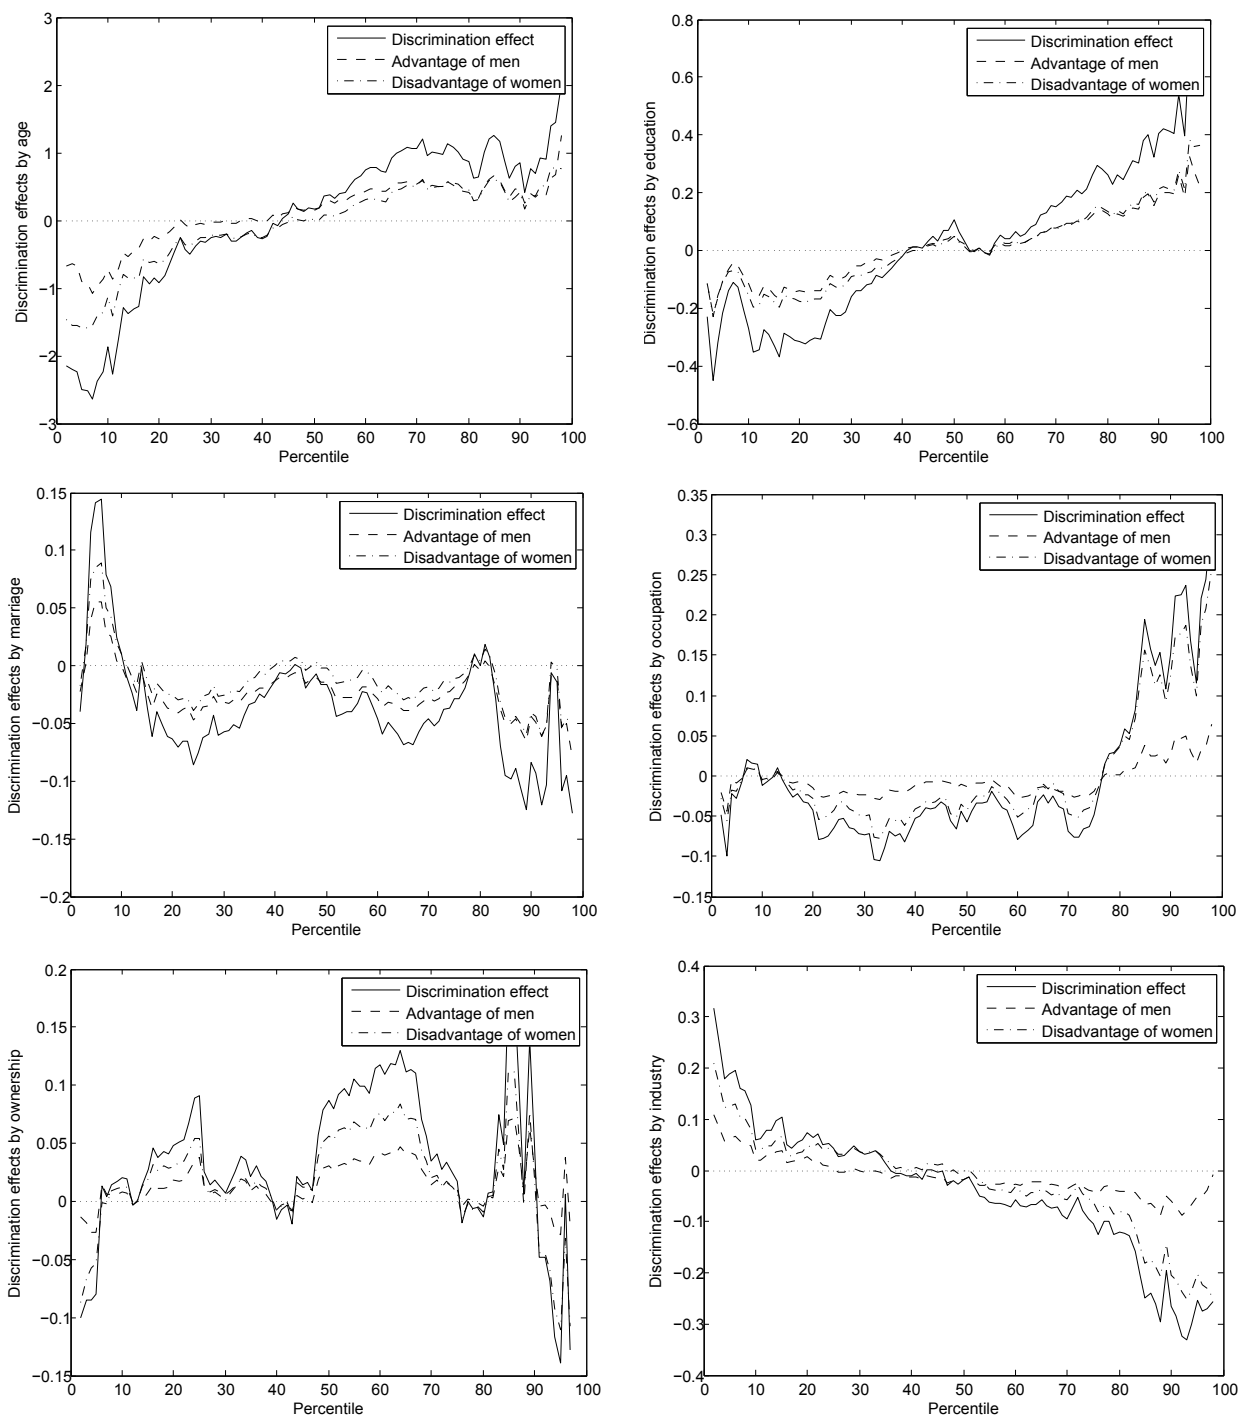 3
2
1
0
−1
−2
−3
0 10 20 30 40 50 60 70 80 90 100
Percentile
Discrimination effects by age
Discrimination effect
Advantage of men
Disadvantage of women
0.8
0.6
0.4
0.2
0
−0.2
−0.4
−0.6
0 10 20 30 40 50 60 70 80 90 100
Percentile
Discrimination effects by education
Discrimination effect
Advantage of men
Disadvantage of women
0.15
0.1
0.05
0
−0.05
−0.1
−0.15
−0.2
0 10 20 30 40 50 60 70 80 90 100
Percentile
Discrimination effects by marriage
Discrimination effect
Advantage of men
Disadvantage of women
0.35
0.3
0.25
0.2
0.15
0.1
0.05
0
−0.05
−0.1
−0.15
0 10 20 30 40 50 60 70 80 90 100
Percentile
Discrimination effects by occupation
Discrimination effect
Advantage of men
Disadvantage of women
0.2
0.15
0.1
0.05
0
−0.05
−0.1
−0.15
0 10 20 30 40 50 60 70 80 90 100
Percentile
Discrimination effects by ownership
Discrimination effect
Advantage of men
Disadvantage of women
0.4
0.3
0.2
0.1
0
−0.1
−0.2
−0.3
−0.4
0 10 20 30 40 50 60 70 80 90 100
Percentile
Discrimination effects by industry
Discrimination effect
Advantage of men
Disadvantage of women